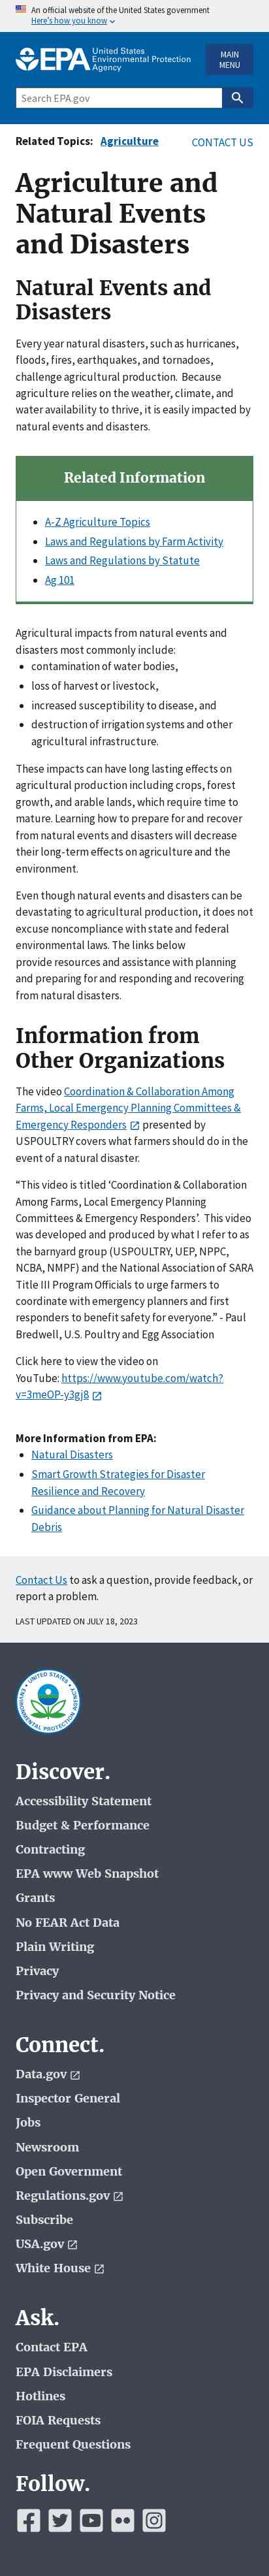 An official website of the United States government
Here's how you know
EPA United States
Environmental Protection
Agency
MAIN
MENU
Search EPA.gov
Related Topics: Agriculture CONTACT US
Agriculture and
Natural Events
and Disasters
Natural Events and
Disasters
Every year natural disasters, such as hurricanes,
floods, fires, earthquakes, and tornadoes,
challenge agricultural production.  Because
agriculture relies on the weather, climate, and
water availability to thrive, it is easily impacted by
natural events and disasters.
Related Information
A-Z Agriculture Topics
Laws and Regulations by Farm Activity
Laws and Regulations by Statute
Ag 101
Agricultural impacts from natural events and
disasters most commonly include:
contamination of water bodies,
loss of harvest or livestock,
increased susceptibility to disease, and
destruction of irrigation systems and other
agricultural infrastructure.
These impacts can have long lasting effects on
agricultural production including crops, forest
growth, and arable lands, which require time to
mature. Learning how to prepare for and recover
from natural events and disasters will decrease
their long-term effects on agriculture and the
environment.
Even though natural events and disasters can be
devastating to agricultural production, it does not
excuse noncompliance with state and federal
environmental laws. The links below
provide resources and assistance with planning
and preparing for and responding and recovering
from natural disasters.
Information from
Other Organizations
The video Coordination & Collaboration Among
Farms, Local Emergency Planning Committees &
Emergency Responders presented by
USPOULTRY covers what farmers should do in the
event of a natural disaster.
“This video is titled ‘Coordination & Collaboration
Among Farms, Local Emergency Planning
Committees & Emergency Responders’.  This video
was developed and produced by what I refer to as
the barnyard group (USPOULTRY, UEP, NPPC,
NCBA, NMPF) and the National Association of SARA
Title III Program Officials to urge farmers to
coordinate with emergency planners and first
responders to benefit safety for everyone.” - Paul
Bredwell, U.S. Poultry and Egg Association
Click here to view the video on
YouTube: https://www.youtube.com/watch?
v=3meOP-y3gj8
More Information from EPA:
Natural Disasters
Smart Growth Strategies for Disaster
Resilience and Recovery
Guidance about Planning for Natural Disaster
Debris
Contact Us to ask a question, provide feedback, or
report a problem.
LAST UPDATED ON JULY 18, 2023
UNITED STATES
ENVIRONMENTAL PROTECTION AGENCY
Discover.
Accessibility Statement
Budget & Performance
Contracting
EPA www Web Snapshot
Grants
No FEAR Act Data
Plain Writing
Privacy
Privacy and Security Notice
Connect.
Data.gov
Inspector General
Jobs
Newsroom
Open Government
Regulations.gov
Subscribe
USA.gov
White House
Ask.
Contact EPA
EPA Disclaimers
Hotlines
FOIA Requests
Frequent Questions
Follow.